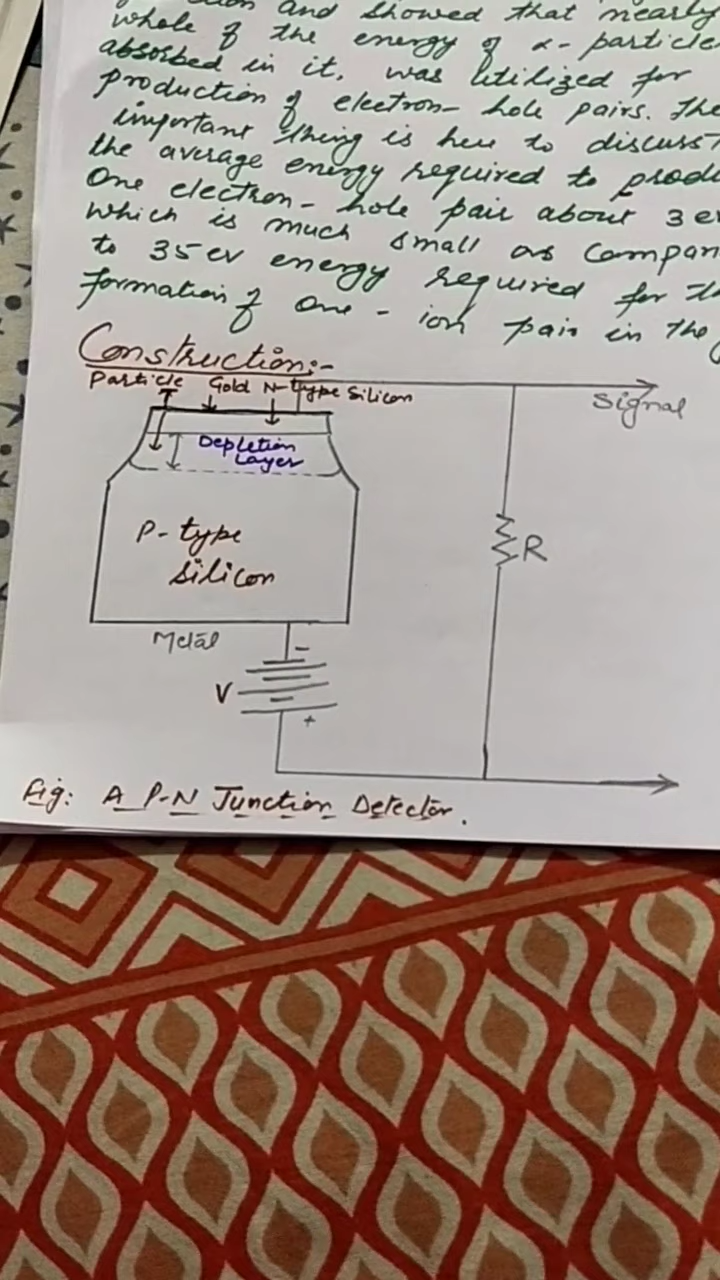 and showed that nearly
whole of the energy of α- particle
absorbed in it, was utilized for
production of electron- hole pairs. The
important thing is here to discuss
the average energy required to produ
One electron- hole pair about 3 ev
which is much small as compar
to 35 ev energy required for th
formation of one - ion pair in the
Construction:-
Particle Gold N-type Silicon
Signal
Depletion
Layer
P-type
Silicon
R
Metal
-
V
+
Fig: A P-N Junction Detector.